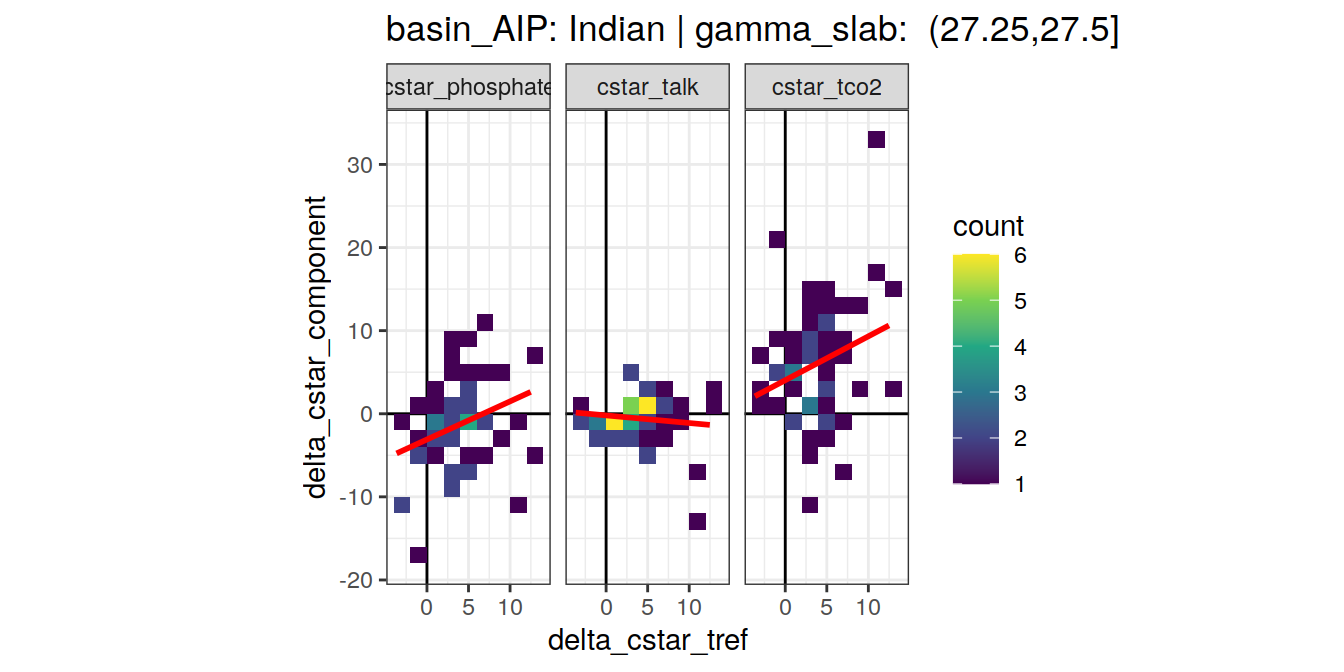 basin_AIP: Indian | gamma_slab: (27.25,27.5]
cstar_phosphate
cstar_talk
cstar_tco2
delta_cstar_component
30
20
10
0
-10
-20
0 5 10
0 5 10
0 5 10
delta_cstar_tref
count
6
5
4
3
2
1